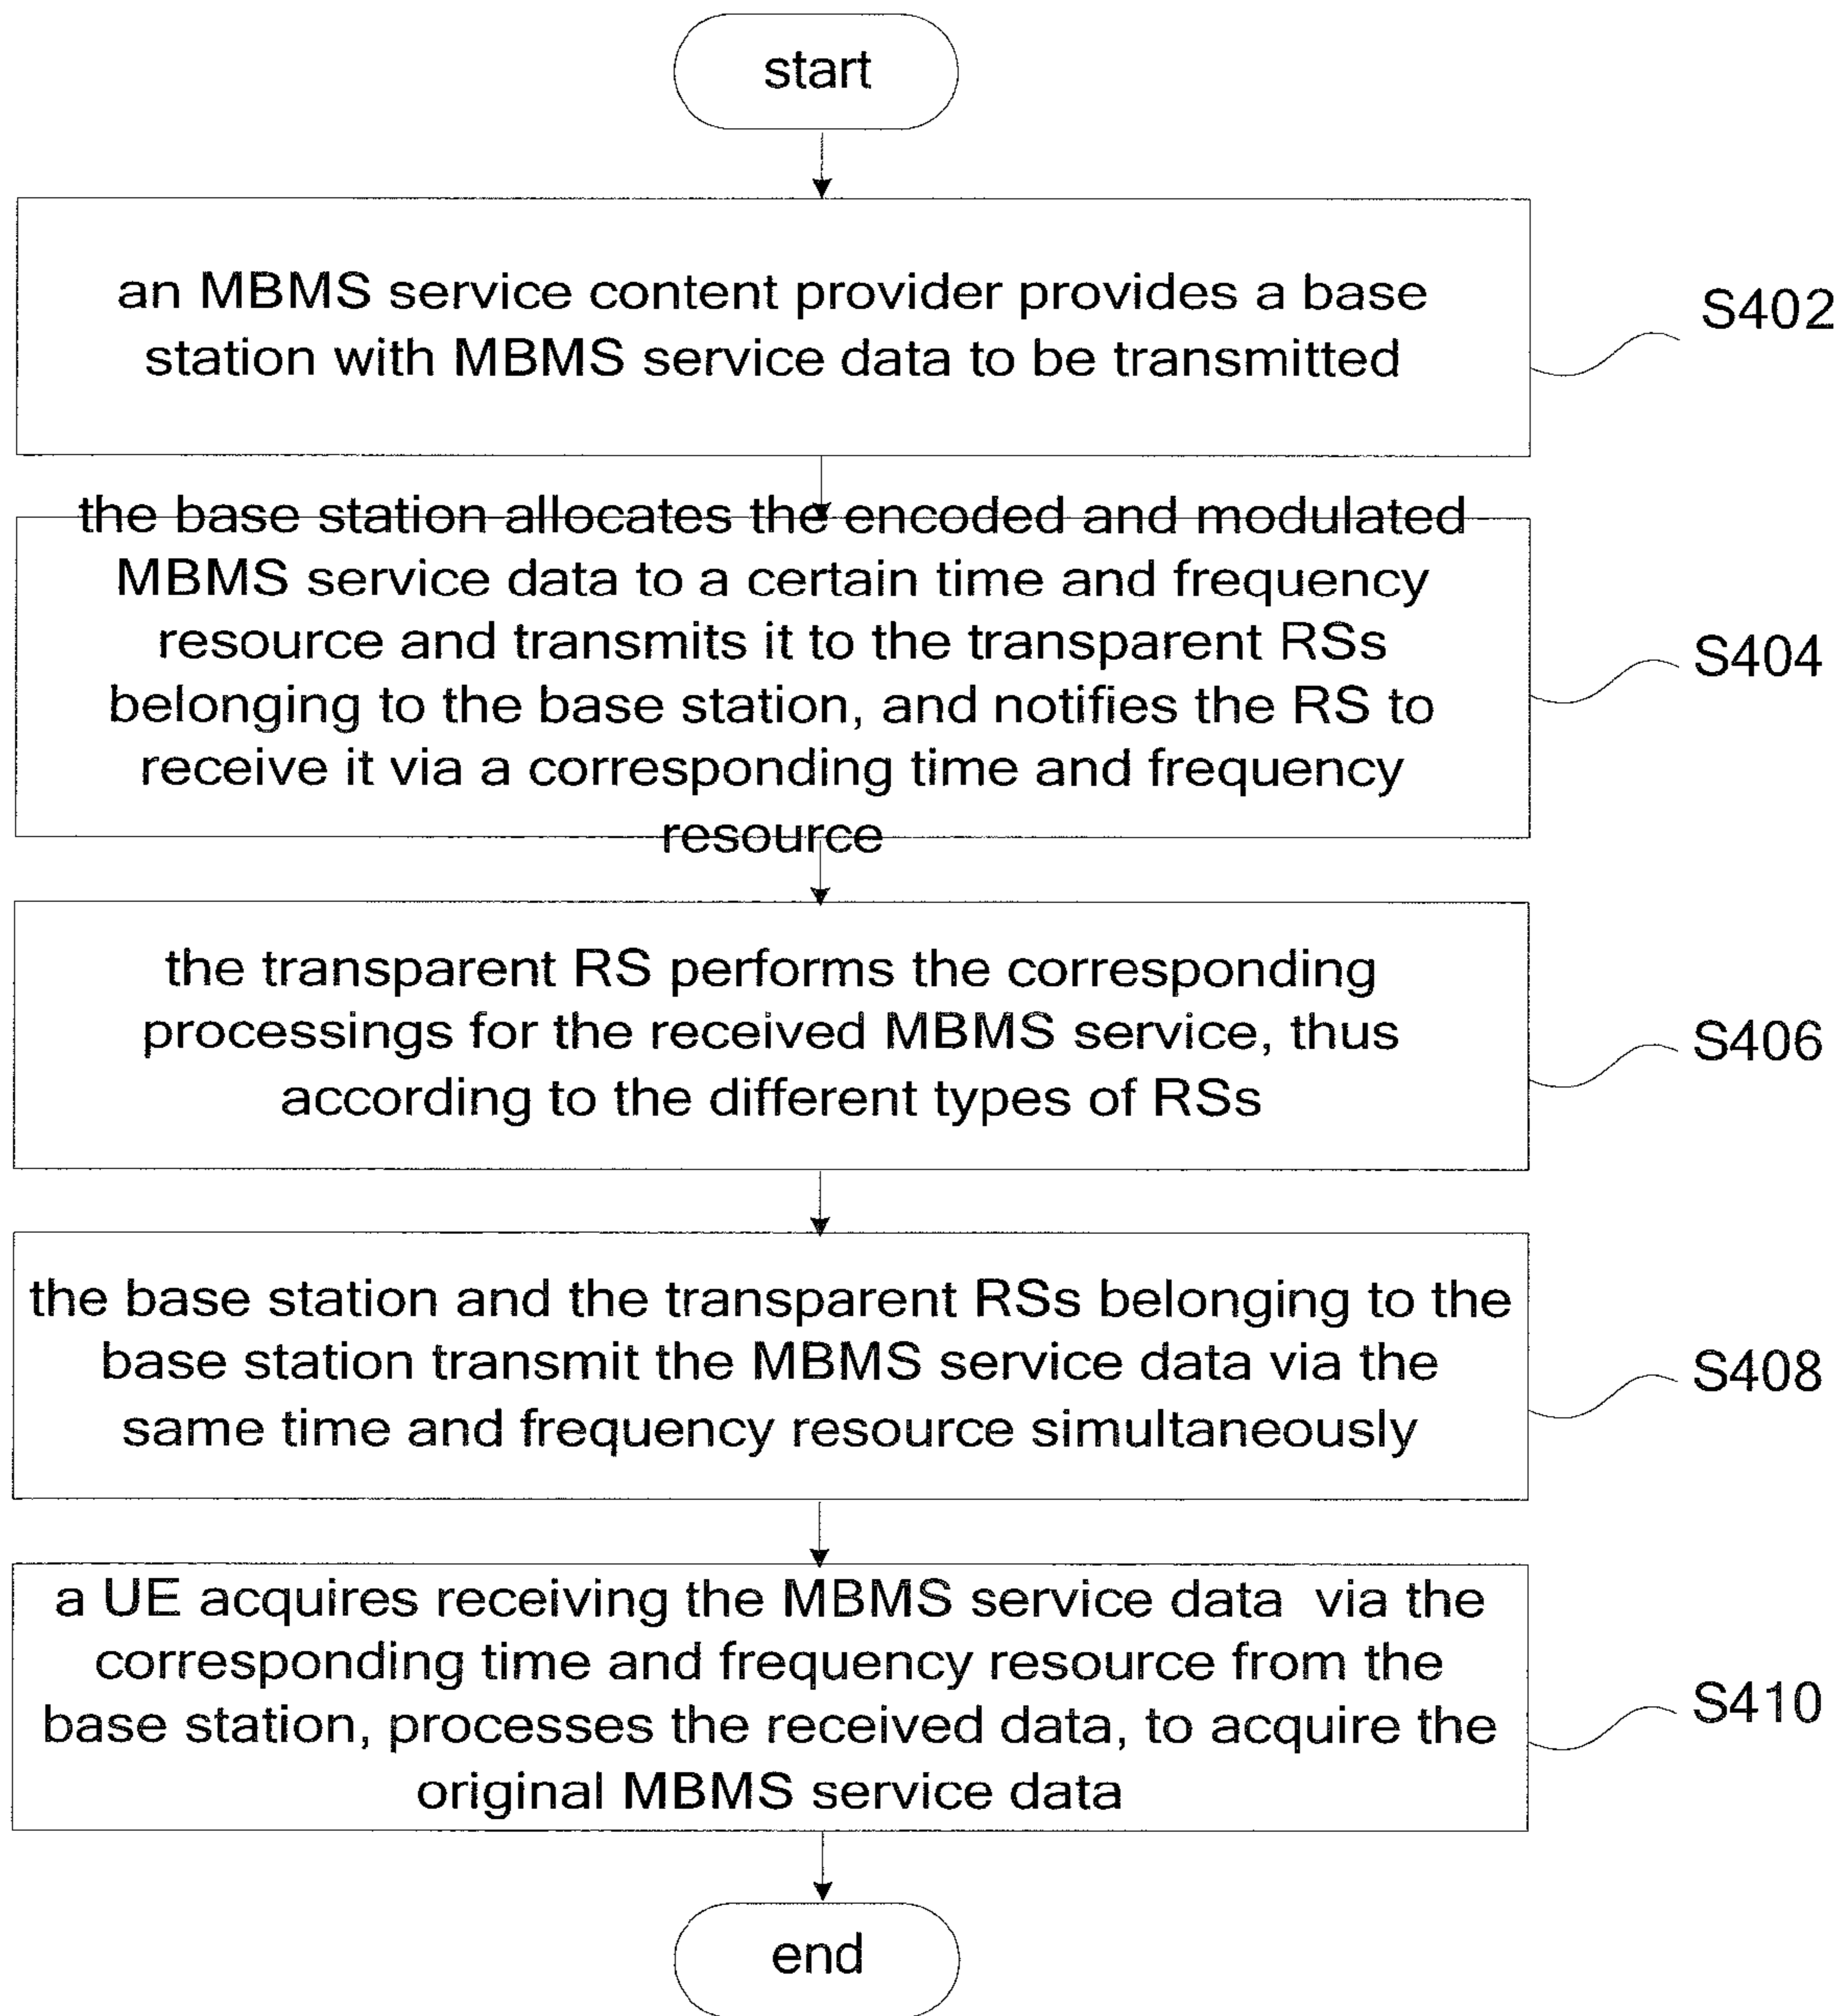 start
an MBMS service content provider provides a base
station with MBMS service data to be transmitted
S402
the base station allocates the encoded and modulated
MBMS service data to a certain time and frequency
resource and transmits it to the transparent RSs
belonging to the base station, and notifies the RS to
receive it via a corresponding time and frequency
resource
S404
the transparent RS performs the corresponding
processings for the received MBMS service, thus
according to the different types of RSs
S406
the base station and the transparent RSs belonging to the
base station transmit the MBMS service data via the
same time and frequency resource simultaneously
S408
a UE acquires receiving the MBMS service data via the
corresponding time and frequency resource from the
base station, processes the received data, to acquire the
original MBMS service data
S410
end